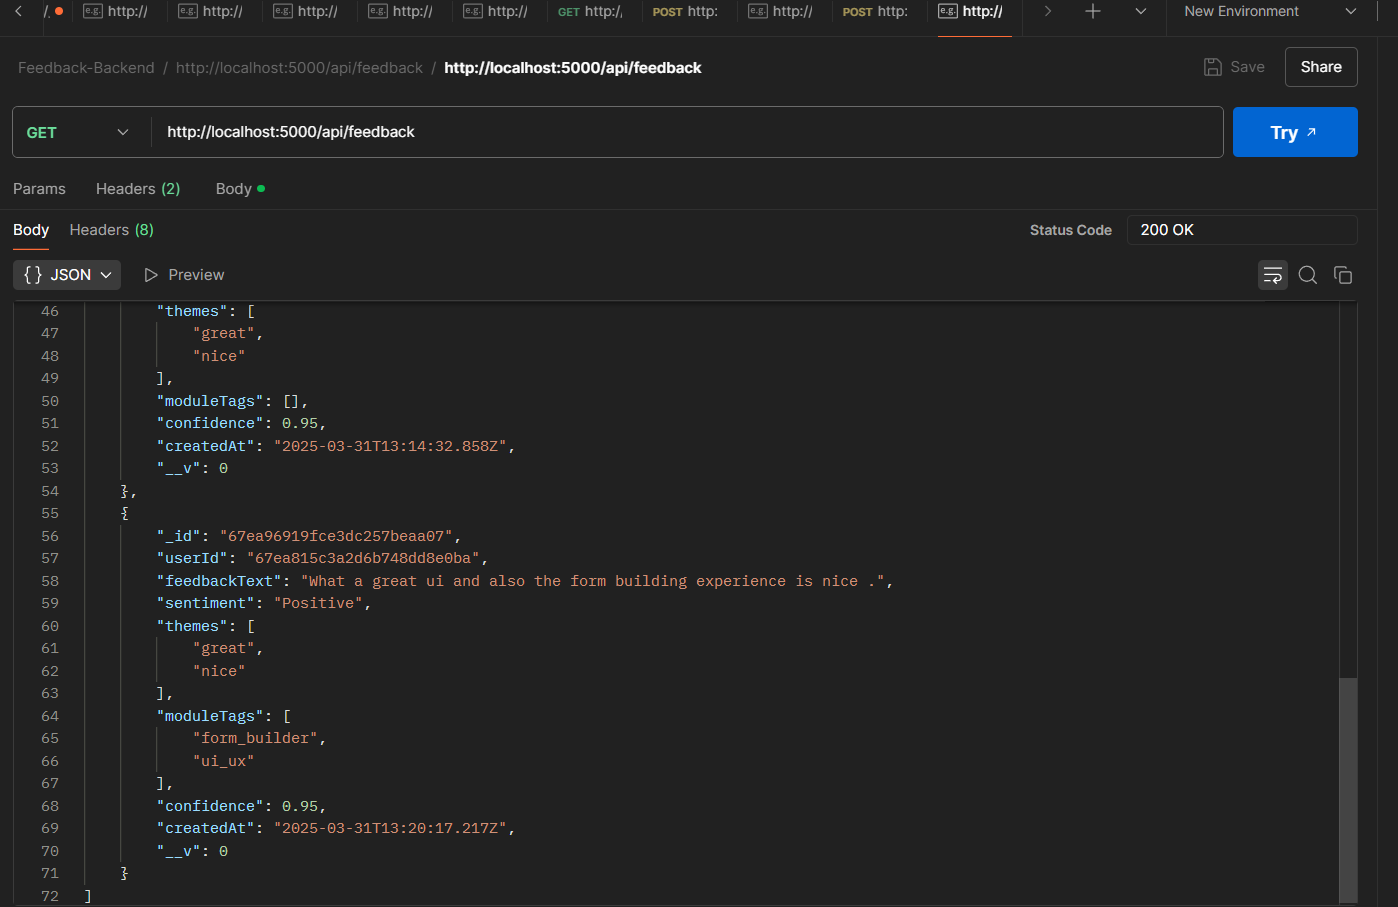 /.
e.g. http://
e.g. http://
e.g. http://
e.g. http://
e.g. http://
GET http:/
POST http:
e.g. http://
POST http:
e.g. http://
New Environment
Feedback-Backend / http://localhost:5000/api/feedback / http://localhost:5000/api/feedback
Save
Share
GET
http://localhost:5000/api/feedback
Try
Params
Headers (2)
Body
Body
Headers (8)
Status Code
200 OK
{} JSON
Preview
46 "themes": [
47 "great",
48 "nice"
49 ],
50 "moduleTags": [],
51 "confidence": 0.95,
52 "createdAt": "2025-03-31T13:14:32.858Z",
53 "__v": 0
54 },
55 {
56 "_id": "67ea96919fce3dc257beaa07",
57 "userId": "67ea815c3a2d6b748dd8e0ba",
58 "feedbackText": "What a great ui and also the form building experience is nice .",
59 "sentiment": "Positive",
60 "themes": [
61 "great",
62 "nice"
63 ],
64 "moduleTags": [
65 "form_builder",
66 "ui_ux"
67 ],
68 "confidence": 0.95,
69 "createdAt": "2025-03-31T13:20:17.217Z",
70 "__v": 0
71 }
72 ]